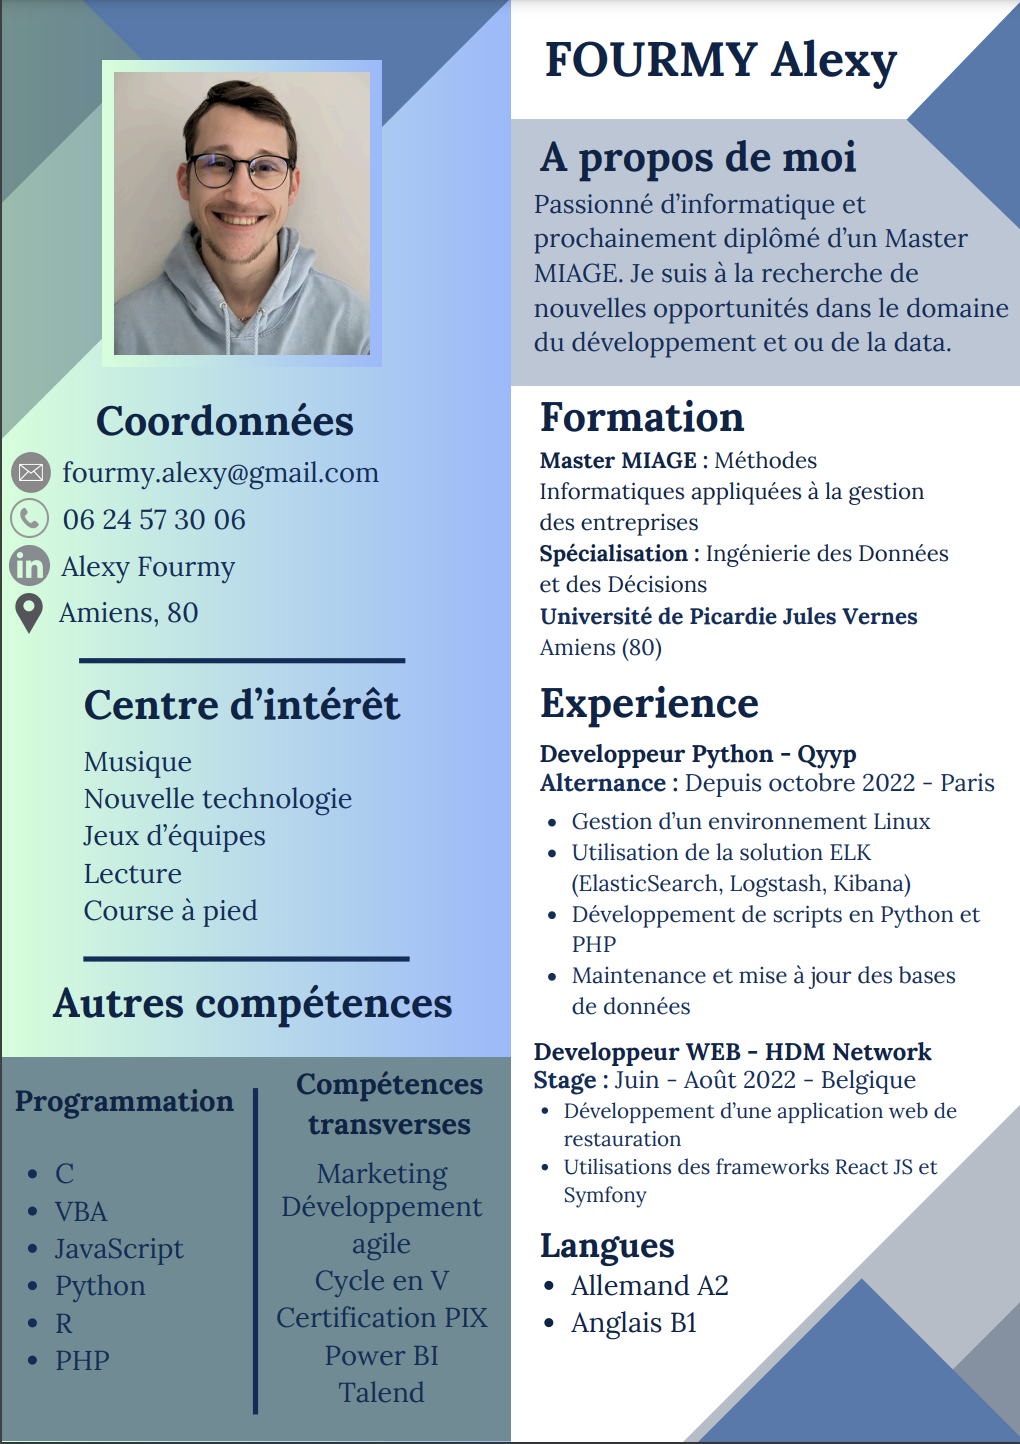 FOURMY Alexy
A propos de moi
Passionné d'informatique et
prochainement diplômé d'un Master
MIAGE. Je suis à la recherche de
nouvelles opportunités dans le domaine
du développement et ou de la data.
Coordonnées
fourmy.alexy@gmail.com
06 24 57 30 06
in Alexy Fourmy
Amiens, 80
Centre d'intérêt
Musique
Nouvelle technologie
Jeux d'équipes
Lecture
Course à pied
Autres compétences
Programmation
• C
• VBA
• JavaScript
• Python
• R
• PHP
Compétences
transverses
Marketing
Développement
agile
Cycle en V
Certification PIX
Power BI
Talend
Formation
Master MIAGE : Méthodes
Informatiques appliquées à la gestion
des entreprises
Spécialisation : Ingénierie des Données
et des Décisions
Université de Picardie Jules Vernes
Amiens (80)
Experience
Developpeur Python - Qyyp
Alternance : Depuis octobre 2022 - Paris
• Gestion d'un environnement Linux
• Utilisation de la solution ELK
(ElasticSearch, Logstash, Kibana)
• Développement de scripts en Python et
PHP
• Maintenance et mise à jour des bases
de données
Developpeur WEB - HDM Network
Stage : Juin - Août 2022 - Belgique
• Développement d'une application web de
restauration
• Utilisations des frameworks React JS et
Symfony
Langues
• Allemand A2
• Anglais B1